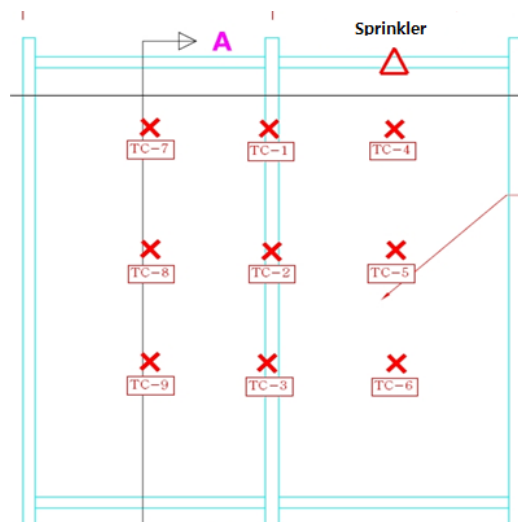 Sprinkler
A
TC-7
TC-1
TC-4
TC-8
TC-2
TC-5
TC-9
TC-3
TC-6